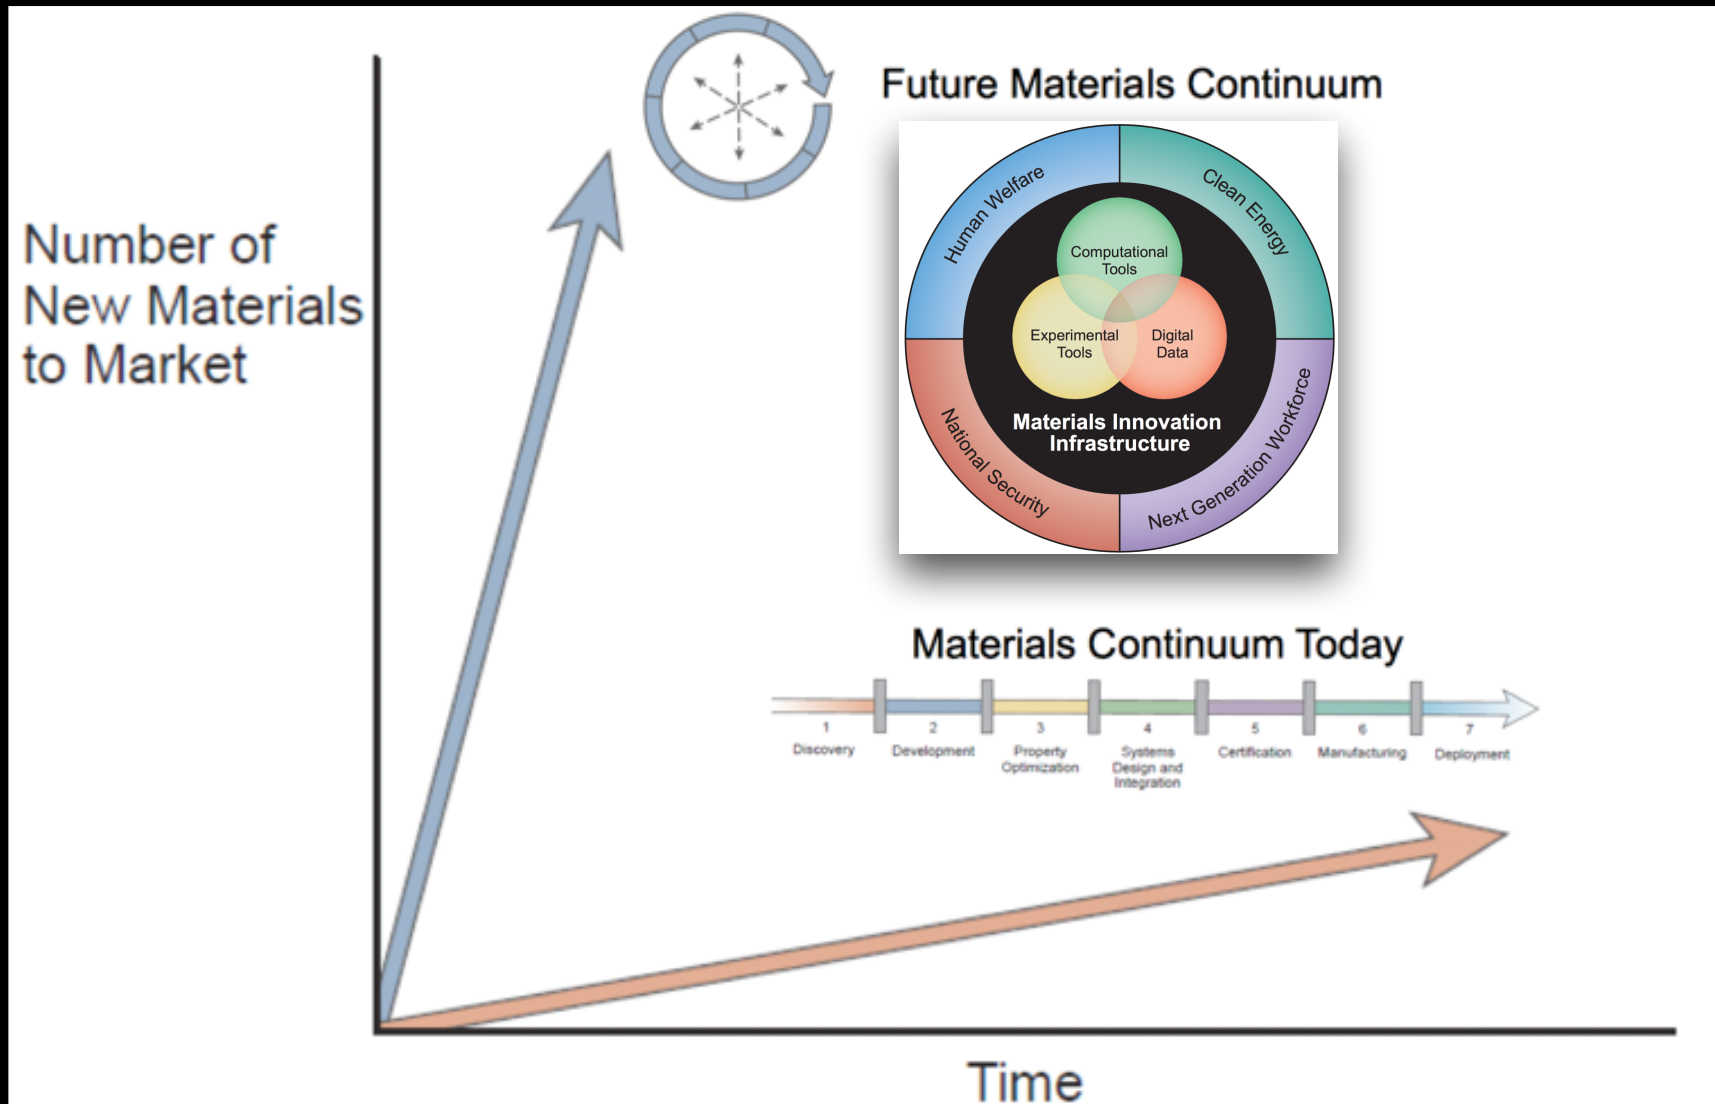 Number of
New Materials
to Market
Future Materials Continuum
Human Welfare
Clean Energy
Computational
Tools
Experimental
Tools
Digital
Data
Materials Innovation
Infrastructure
National Security
Next Generation Workforce
Materials Continuum Today
1
Discovery
2
Development
3
Property
Optimization
4
Systems
Design and
Integration
5
Certification
6
Manufacturing
7
Deployment
Time